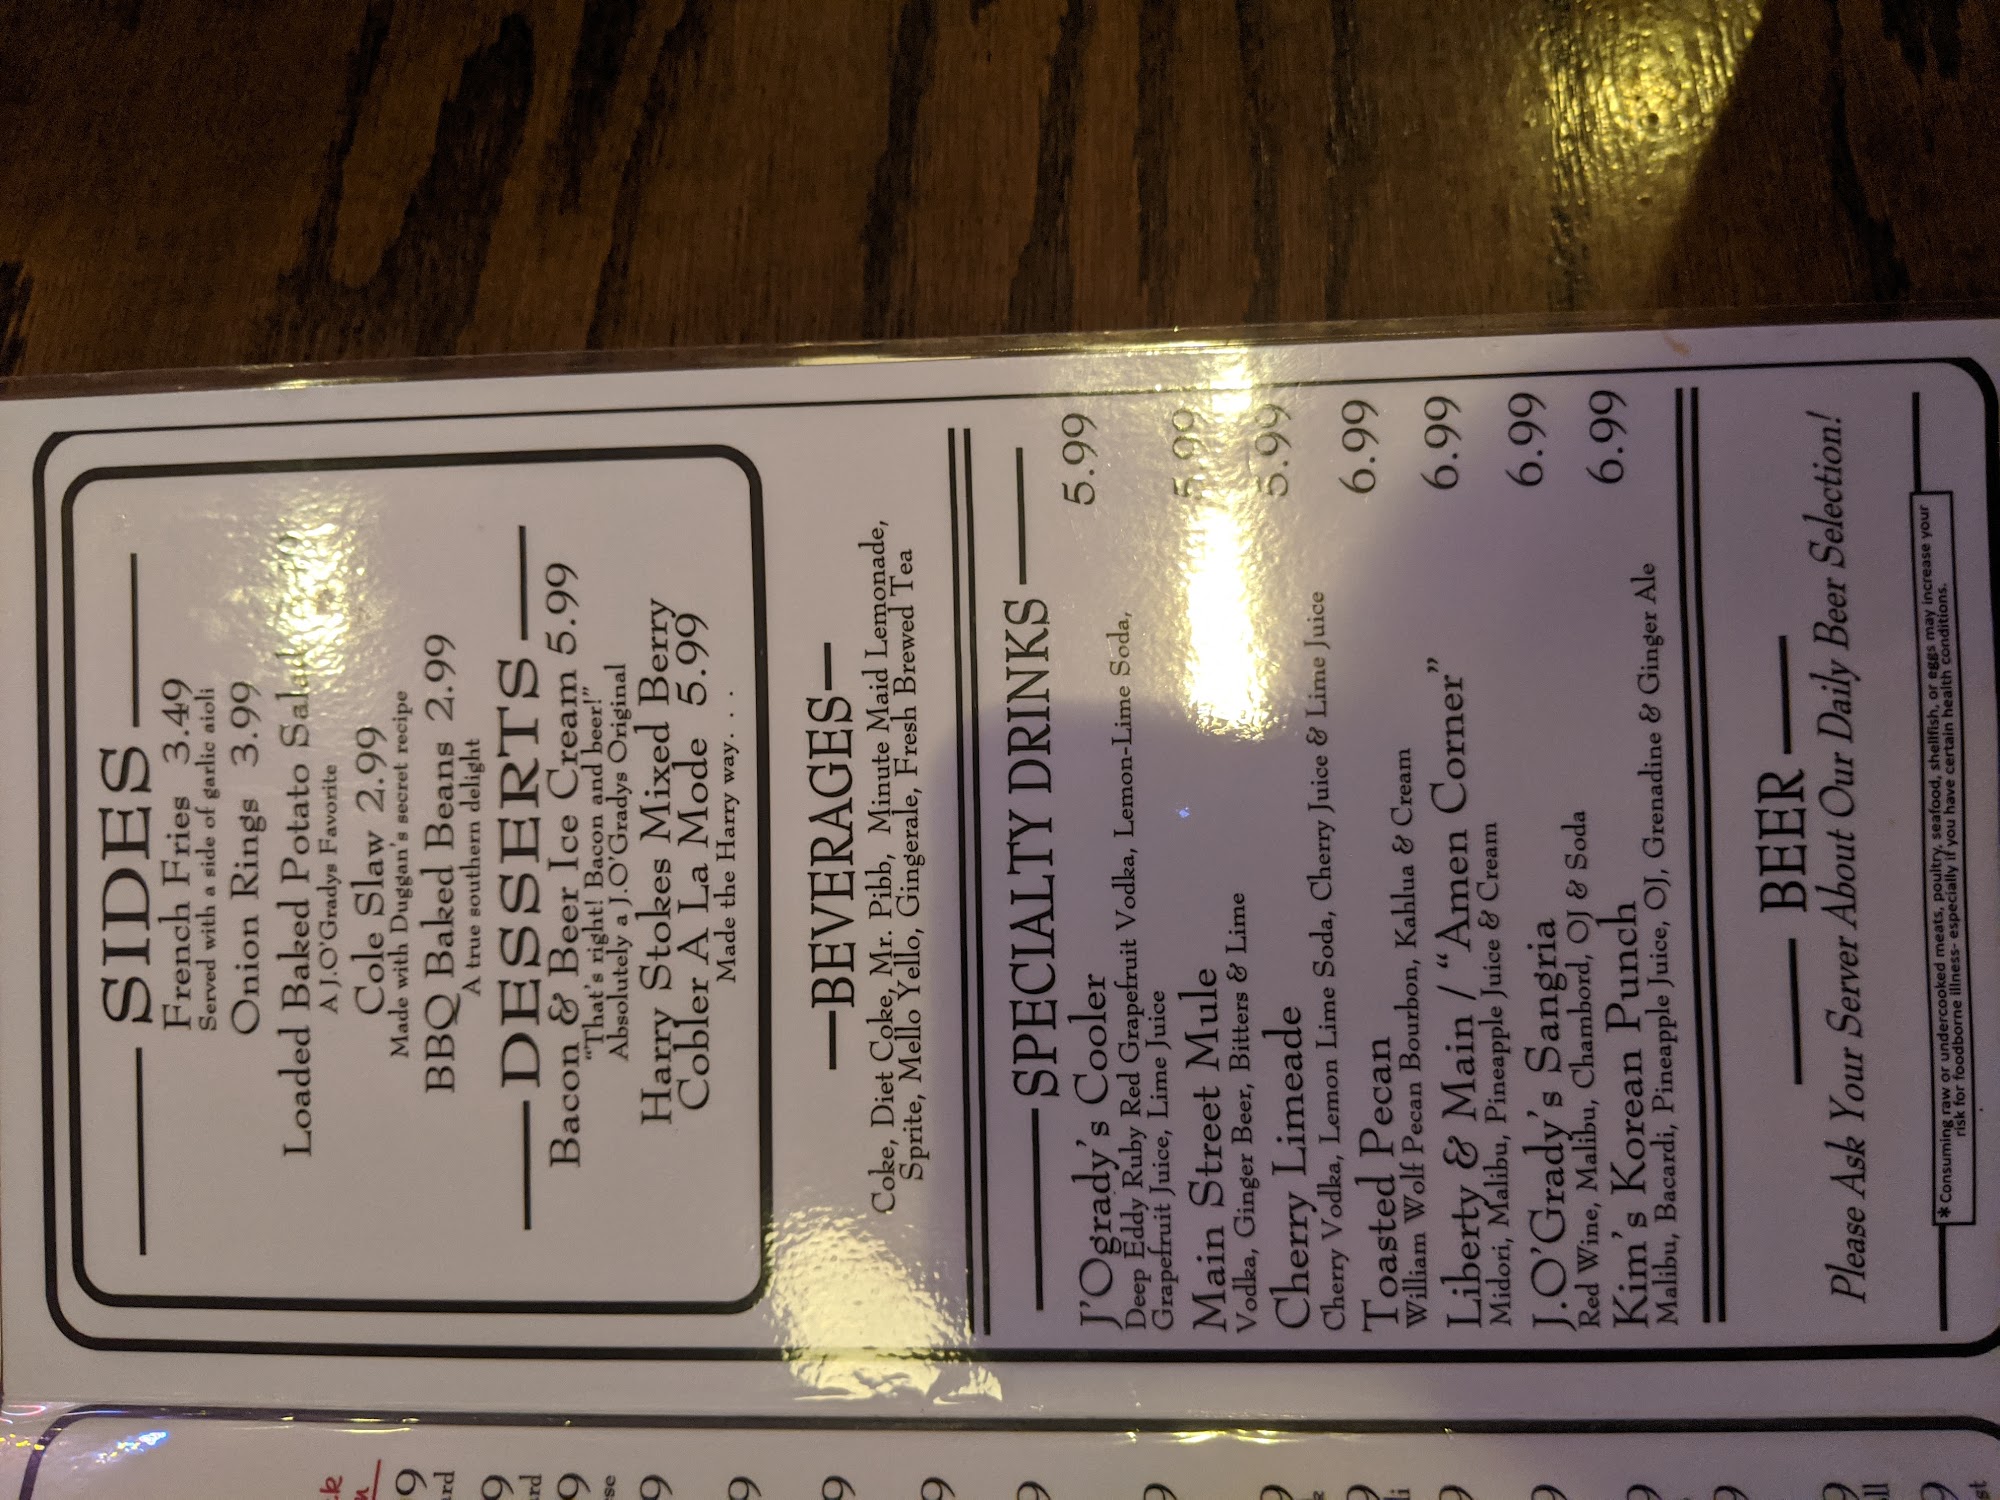 SIDES
French Fries 3.49
Served with a side of garlic aioli
Onion Rings 3.99
Loaded Baked Potato Salad
A J.O'Gradys Favorite
Cole Slaw 2.99
Made with Duggan's secret recipe
BBQ Baked Beans 2.99
A true southern delight
DESSERTS
Bacon & Beer Ice Cream 5.99
"That's right! Bacon and beer!"
Absolutely a J.O'Gradys Original
Harry Stokes Mixed Berry
Cobler A La Mode 5.99
Made the Harry way. . .
BEVERAGES
Coke, Diet Coke, Mr. Pibb, Minute Maid Lemonade,
Sprite, Mello Yello, Gingerale, Fresh Brewed Tea
SPECIALTY DRINKS
J'Ogrady's Cooler 5.99
Deep Eddy Ruby Red Grapefruit Vodka, Lemon-Lime Soda,
Grapefruit Juice, Lime Juice
Main Street Mule 5.99
Vodka, Ginger Beer, Bitters & Lime
Cherry Limeade 5.99
Cherry Vodka, Lemon Lime Soda, Cherry Juice & Lime Juice
Toasted Pecan 6.99
William Wolf Pecan Bourbon, Kahlua & Cream
Liberty & Main / "Amen Corner" 6.99
Midori, Malibu, Pineapple Juice & Cream
J.O'Grady's Sangria 6.99
Red Wine, Malibu, Chambord, OJ & Soda
Kim's Korean Punch 6.99
Malibu, Bacardi, Pineapple Juice, OJ, Grenadine & Ginger Ale
BEER
Please Ask Your Server About Our Daily Beer Selection!
*Consuming raw or undercooked meats, poultry, seafood, shellfish, or eggs may increase your
risk for foodborne illness- especially if you have certain health conditions.